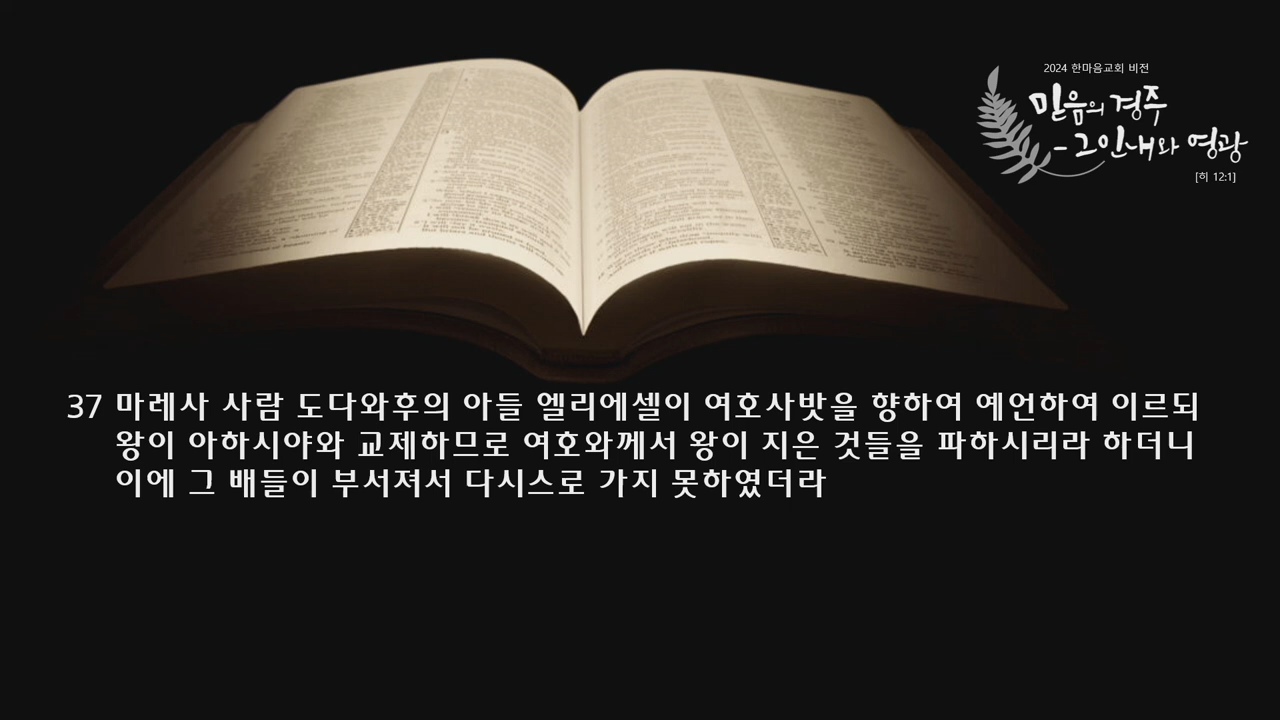 2024 한마음교회 비전
믿음의 경주
-그인내와 영광
[히 12:1]
37 마레사 사람 도다와후의 아들 엘리에셀이 여호사밧을 향하여 예언하여 이르되
왕이 아하시야와 교제하므로 여호와께서 왕이 지은 것들을 파하시리라 하더니
이에 그 배들이 부서져서 다시스로 가지 못하였더라